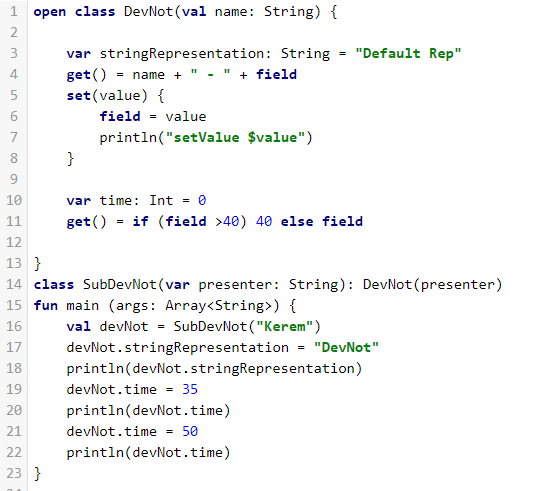 1 open class DevNot(val name: String) {
2
3 var stringRepresentation: String = "Default Rep"
4 get() = name + " - " + field
5 set(value) {
6 field = value
7 println("setValue $value")
8 }
9
10 var time: Int = 0
11 get() = if (field >40) 40 else field
12
13 }
14 class SubDevNot(var presenter: String): DevNot(presenter)
15 fun main (args: Array<String>) {
16 val devNot = SubDevNot("Kerem")
17 devNot.stringRepresentation = "DevNot"
18 println(devNot.stringRepresentation)
19 devNot.time = 35
20 println(devNot.time)
21 devNot.time = 50
22 println(devNot.time)
23 }